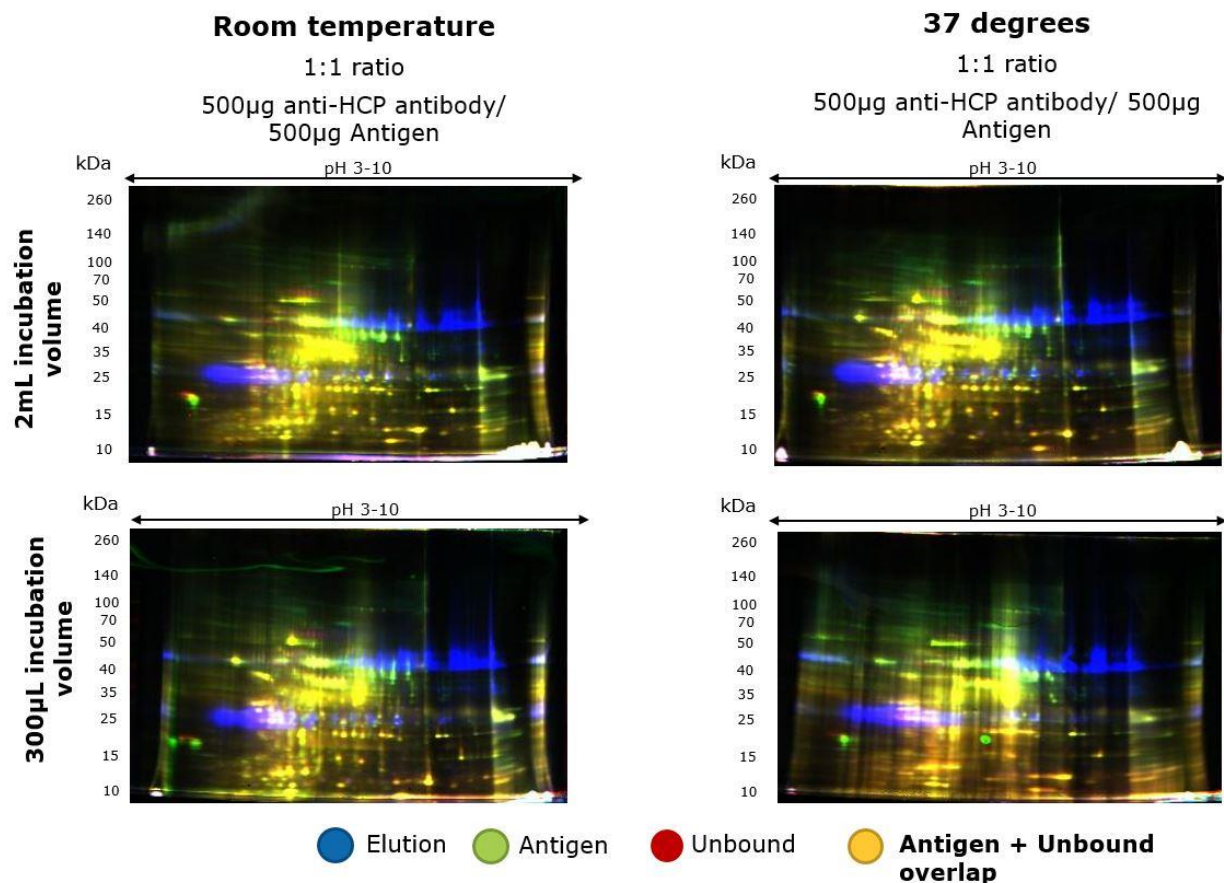 Room temperature
1:1 ratio
500µg anti-HCP antibody/
500µg Antigen
37 degrees
1:1 ratio
500µg anti-HCP antibody/ 500µg
Antigen
2mL incubation
volume
kDa
pH 3-10
260
140
100
70
50
40
35
25
15
10
kDa
pH 3-10
260
140
100
70
50
40
35
25
15
10
300µL incubation
volume
kDa
pH 3-10
260
140
100
70
50
40
35
25
15
10
kDa
pH 3-10
260
140
100
70
50
40
35
25
15
10
Elution
Antigen
Unbound
Antigen + Unbound
overlap